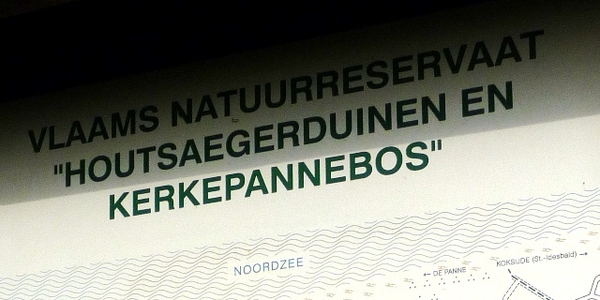 VLAAMS NATUURRESERVAAT
"HOUTSAEGERDUINEN EN
KERKEPANNEBOS"
NOORDZEE
← DE PANNE
KOKSIJDE (St.-Idesbald) →